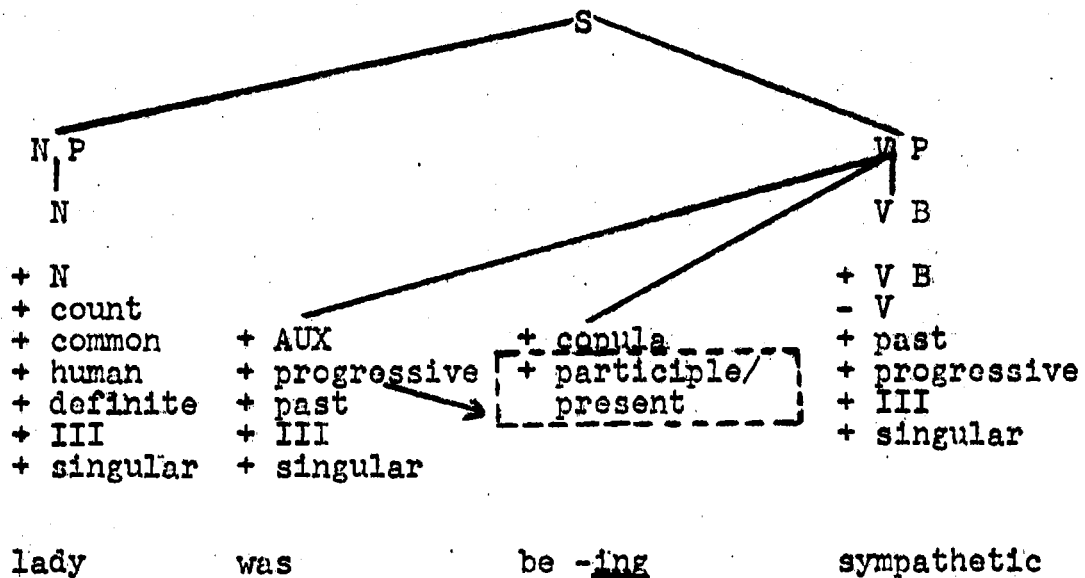 S
N P V P
N V B
+ N + V B
+ count - V
+ common + AUX + copula + past
+ human + progressive + participle/ + progressive
+ definite + past present + III
+ III + III + singular
+ singular + singular
lady was be -ing sympathetic